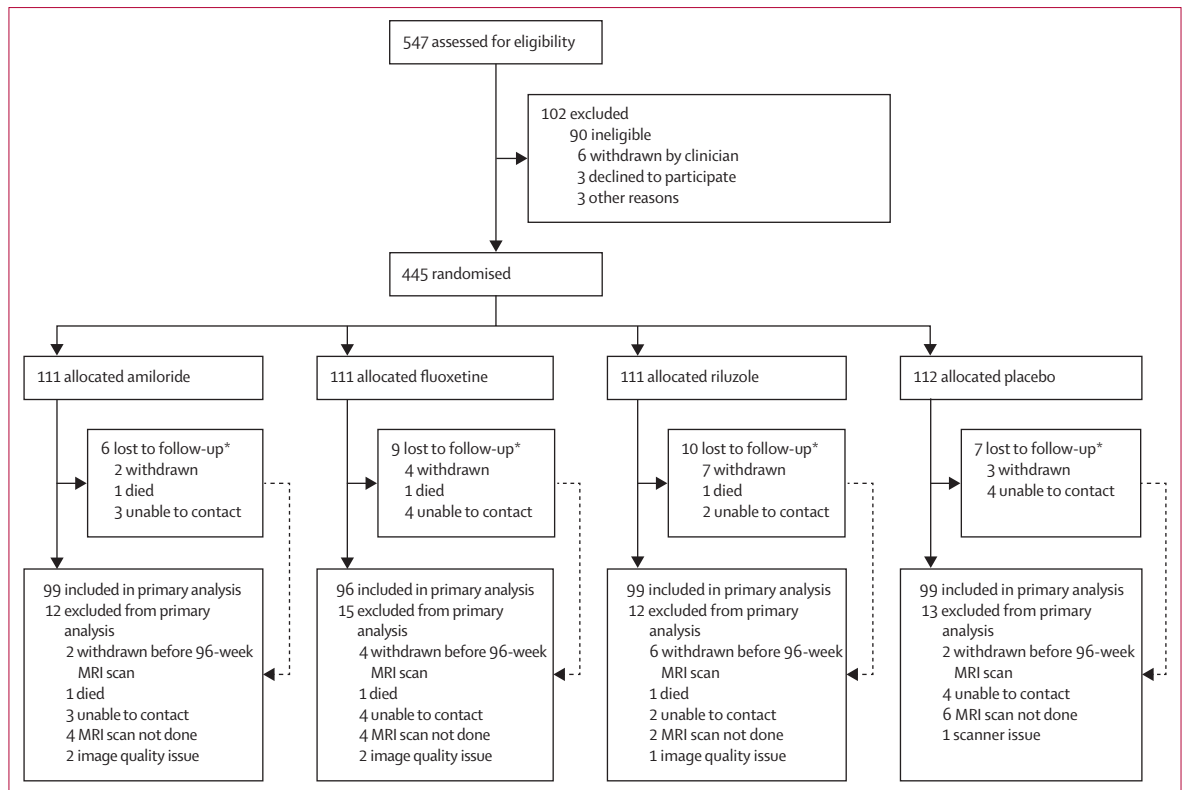 547 assessed for eligibility
102 excluded
90 ineligible
6 withdrawn by clinician
3 declined to participate
3 other reasons
445 randomised
111 allocated amiloride
111 allocated fluoxetine
111 allocated riluzole
112 allocated placebo
6 lost to follow-up*
2 withdrawn
1 died
3 unable to contact
9 lost to follow-up*
4 withdrawn
1 died
4 unable to contact
10 lost to follow-up*
7 withdrawn
1 died
2 unable to contact
7 lost to follow-up*
3 withdrawn
4 unable to contact
99 included in primary analysis
12 excluded from primary
analysis
2 withdrawn before 96-week
MRI scan
1 died
3 unable to contact
4 MRI scan not done
2 image quality issue
96 included in primary analysis
15 excluded from primary
analysis
4 withdrawn before 96-week
MRI scan
1 died
4 unable to contact
4 MRI scan not done
2 image quality issue
99 included in primary analysis
12 excluded from primary
analysis
6 withdrawn before 96-week
MRI scan
1 died
2 unable to contact
2 MRI scan not done
1 image quality issue
99 included in primary analysis
13 excluded from primary
analysis
2 withdrawn before 96-week
MRI scan
4 unable to contact
6 MRI scan not done
1 scanner issue